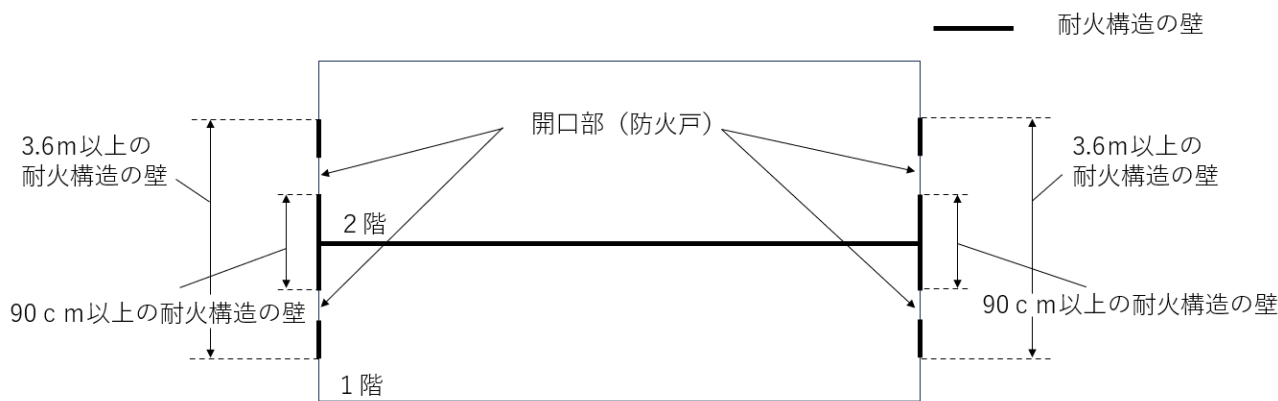 耐火構造の壁
3.6ｍ以上の
耐火構造の壁
開口部（防火戸）
3.6ｍ以上の
耐火構造の壁
２階
90ｃｍ以上の耐火構造の壁
90ｃｍ以上の耐火構造の壁
１階